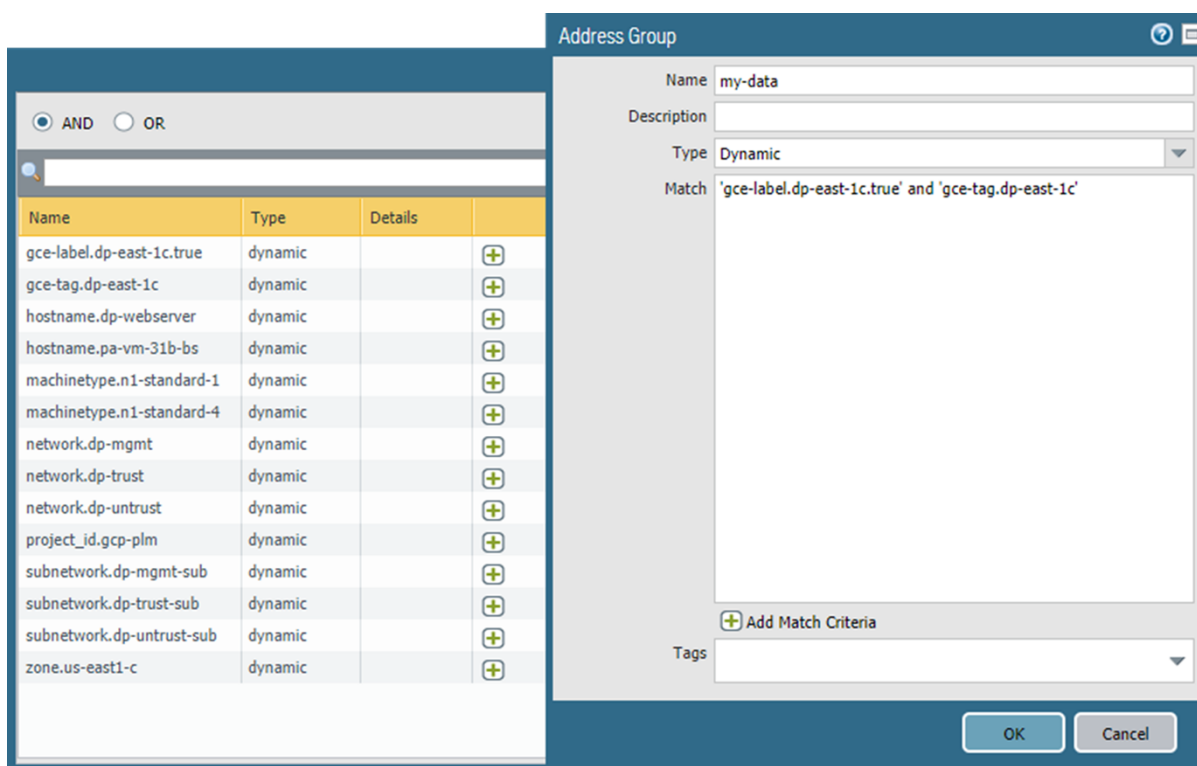 AND OR
Name Type Details
gce-label.dp-east-1c.true dynamic
gce-tag.dp-east-1c dynamic
hostname.dp-webserver dynamic
hostname.pa-vm-31b-bs dynamic
machinetype.n1-standard-1 dynamic
machinetype.n1-standard-4 dynamic
network.dp-mgmt dynamic
network.dp-trust dynamic
network.dp-untrust dynamic
project_id.gcp-plm dynamic
subnetwork.dp-mgmt-sub dynamic
subnetwork.dp-trust-sub dynamic
subnetwork.dp-untrust-sub dynamic
zone.us-east1-c dynamic
Address Group
Name my-data
Description
Type Dynamic
Match 'gce-label.dp-east-1c.true' and 'gce-tag.dp-east-1c'
Add Match Criteria
Tags
OK Cancel